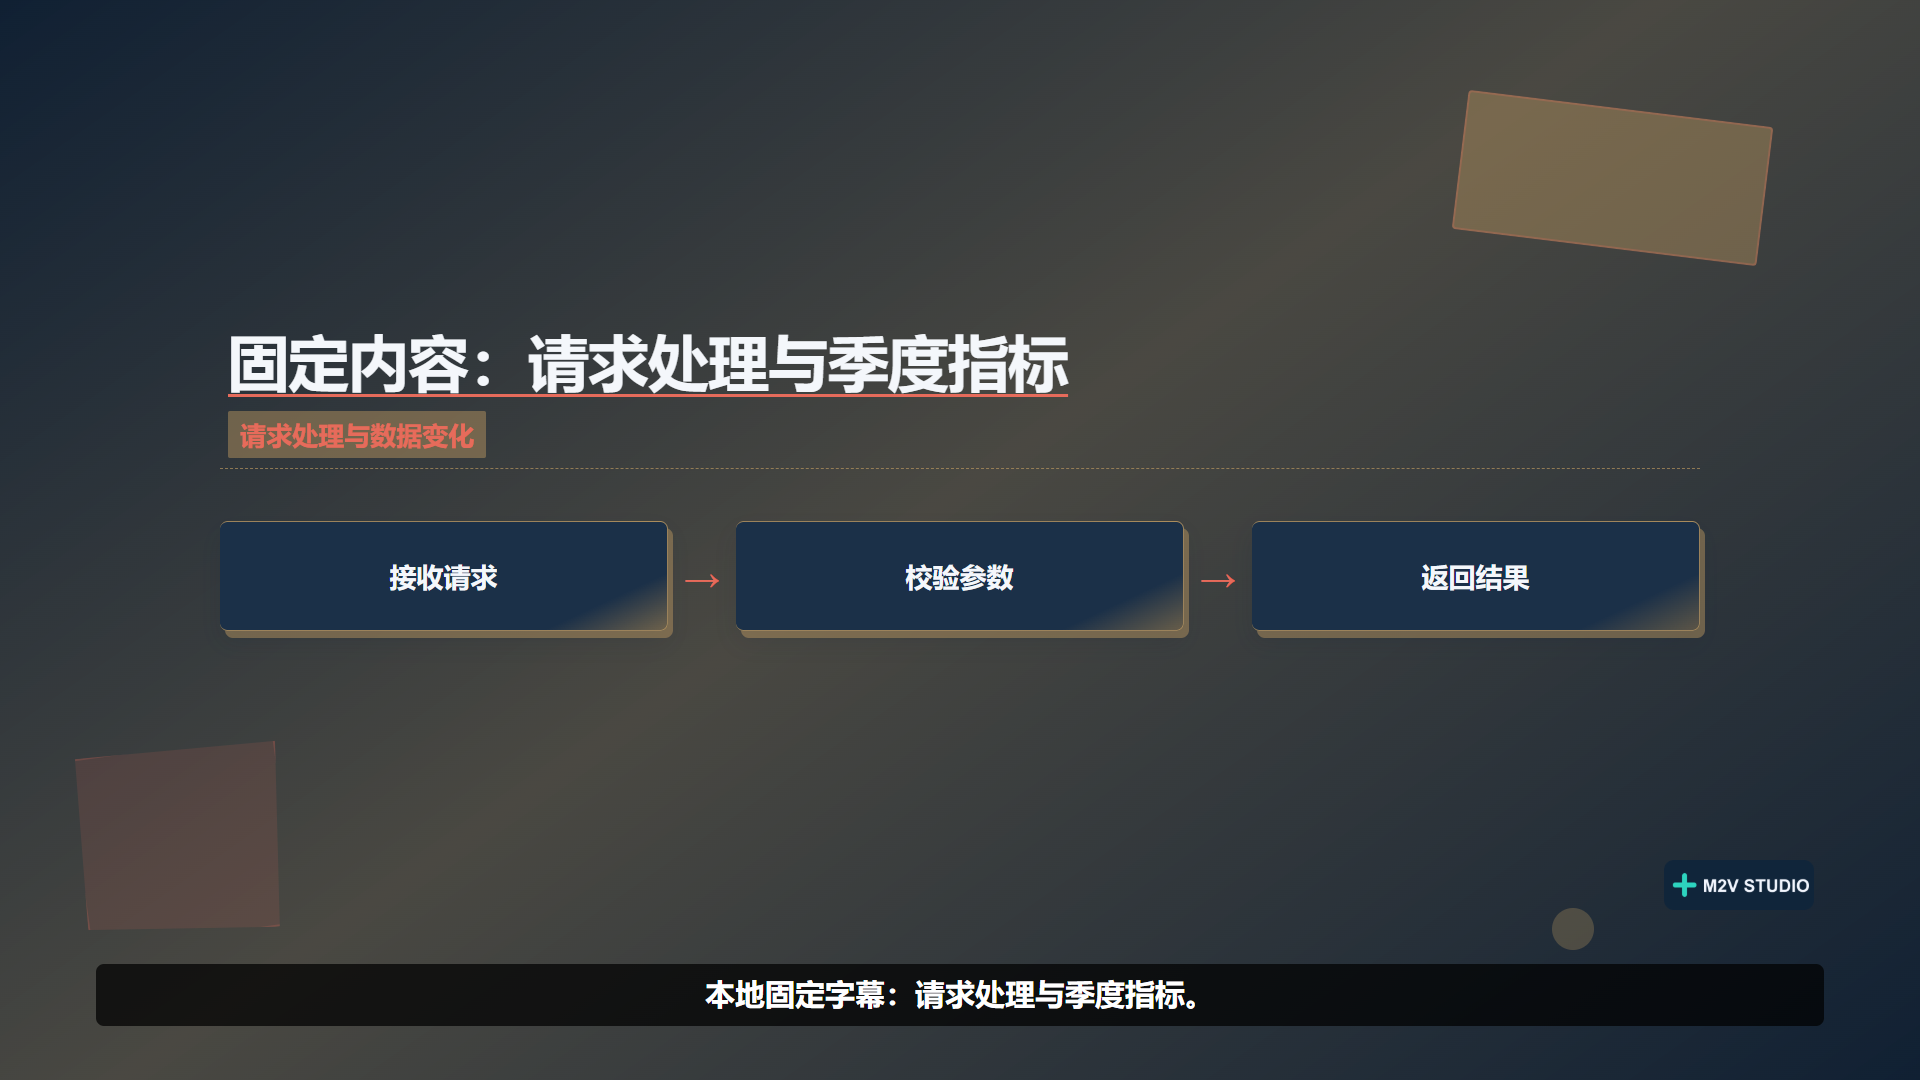 固定内容：请求处理与季度指标
请求处理与数据变化
接收请求 → 校验参数 → 返回结果
M2V STUDIO
本地固定字幕：请求处理与季度指标。